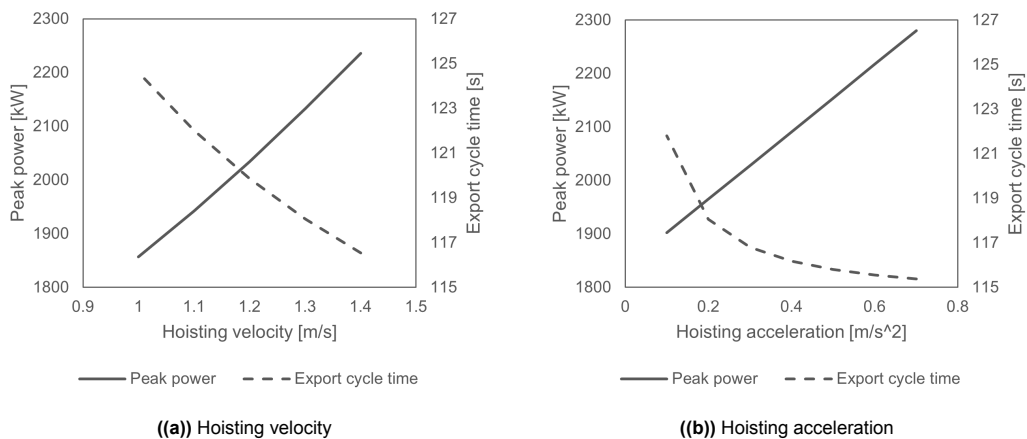 Peak power [kW]
2300
2200
2100
2000
1900
1800
127
125
123
121
119
117
115
Export cycle time [s]
0.9 1 1.1 1.2 1.3 1.4 1.5
Hoisting velocity [m/s]
Peak power Export cycle time
((a)) Hoisting velocity
Peak power [kW]
2300
2200
2100
2000
1900
1800
127
125
123
121
119
117
115
Export cycle time [s]
0 0.2 0.4 0.6 0.8
Hoisting acceleration [m/s^2]
Peak power Export cycle time
((b)) Hoisting acceleration